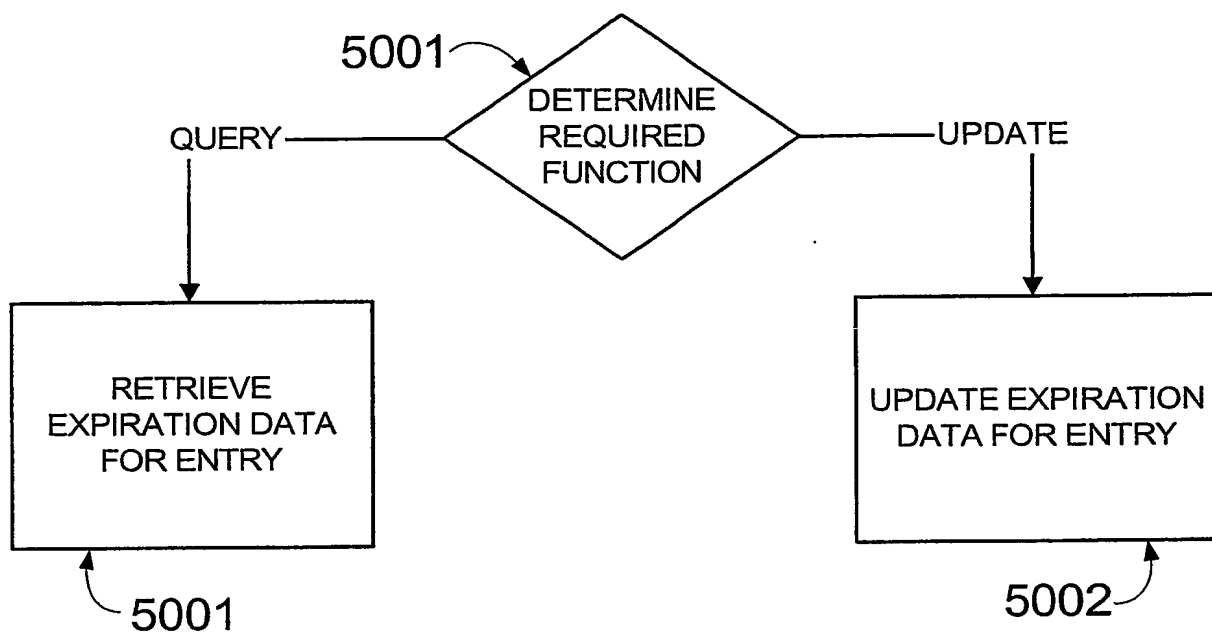 5001
DETERMINE
REQUIRED
FUNCTION
QUERY
UPDATE
RETRIEVE
EXPIRATION DATA
FOR ENTRY
UPDATE EXPIRATION
DATA FOR ENTRY
5001
5002